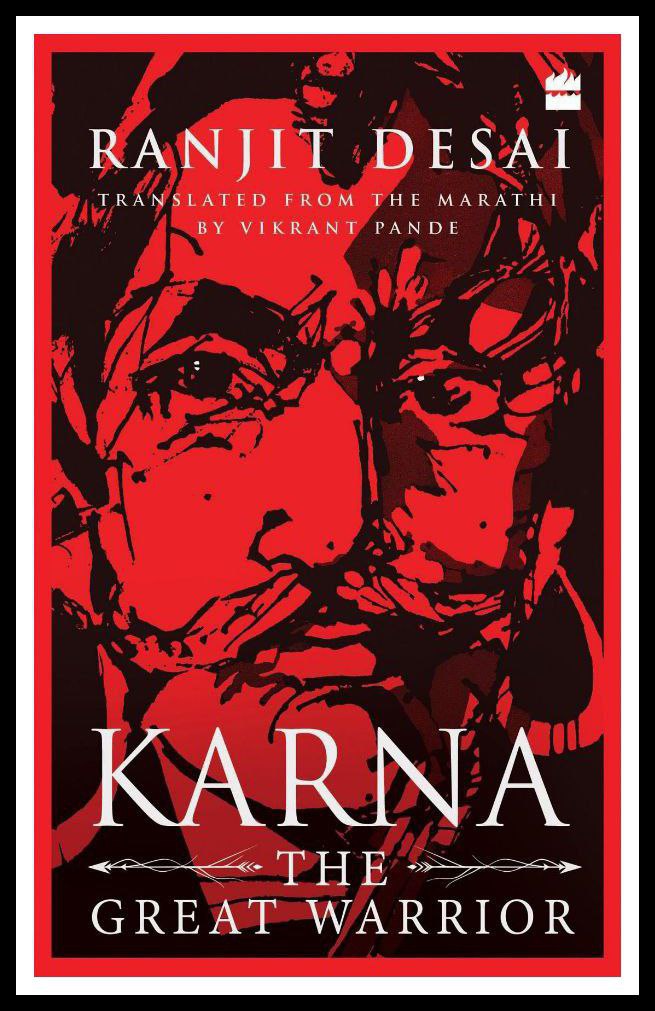 RANJIT DESAI
TRANSLATED FROM THE MARATHI
BY VIKRANT PANDE
KARNA
THE
GREAT WARRIOR